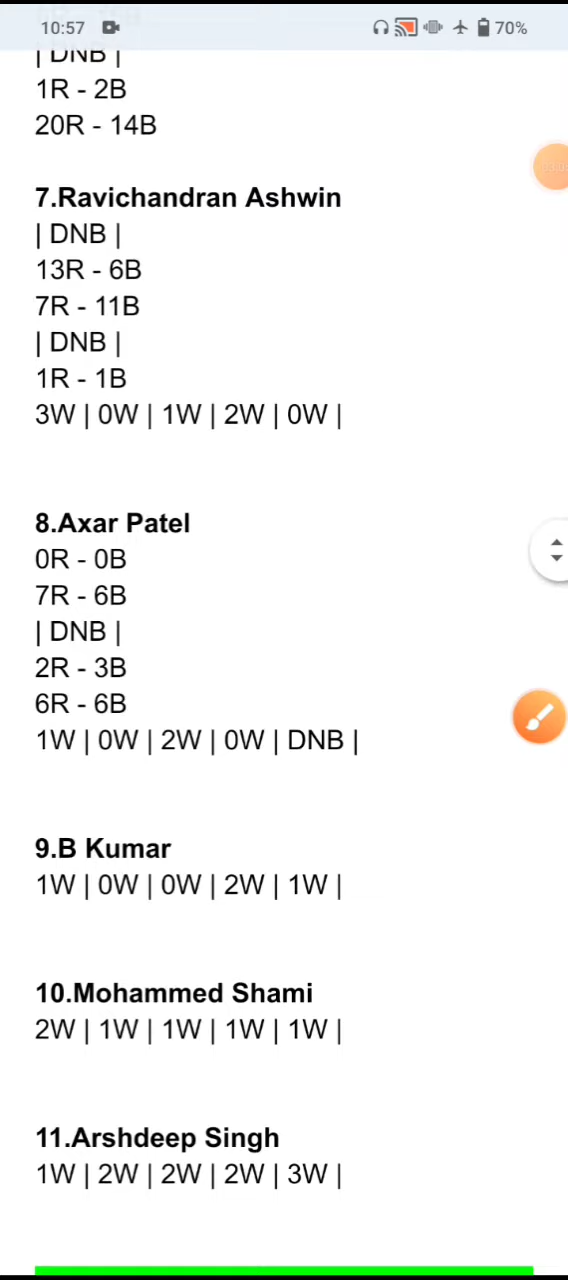 10:57
70%
| DNB |
1R - 2B
20R - 14B
7.Ravichandran Ashwin
| DNB |
13R - 6B
7R - 11B
| DNB |
1R - 1B
3W | 0W | 1W | 2W | 0W |
8.Axar Patel
0R - 0B
7R - 6B
| DNB |
2R - 3B
6R - 6B
1W | 0W | 2W | 0W | DNB |
9.B Kumar
1W | 0W | 0W | 2W | 1W |
10.Mohammed Shami
2W | 1W | 1W | 1W | 1W |
11.Arshdeep Singh
1W | 2W | 2W | 2W | 3W |